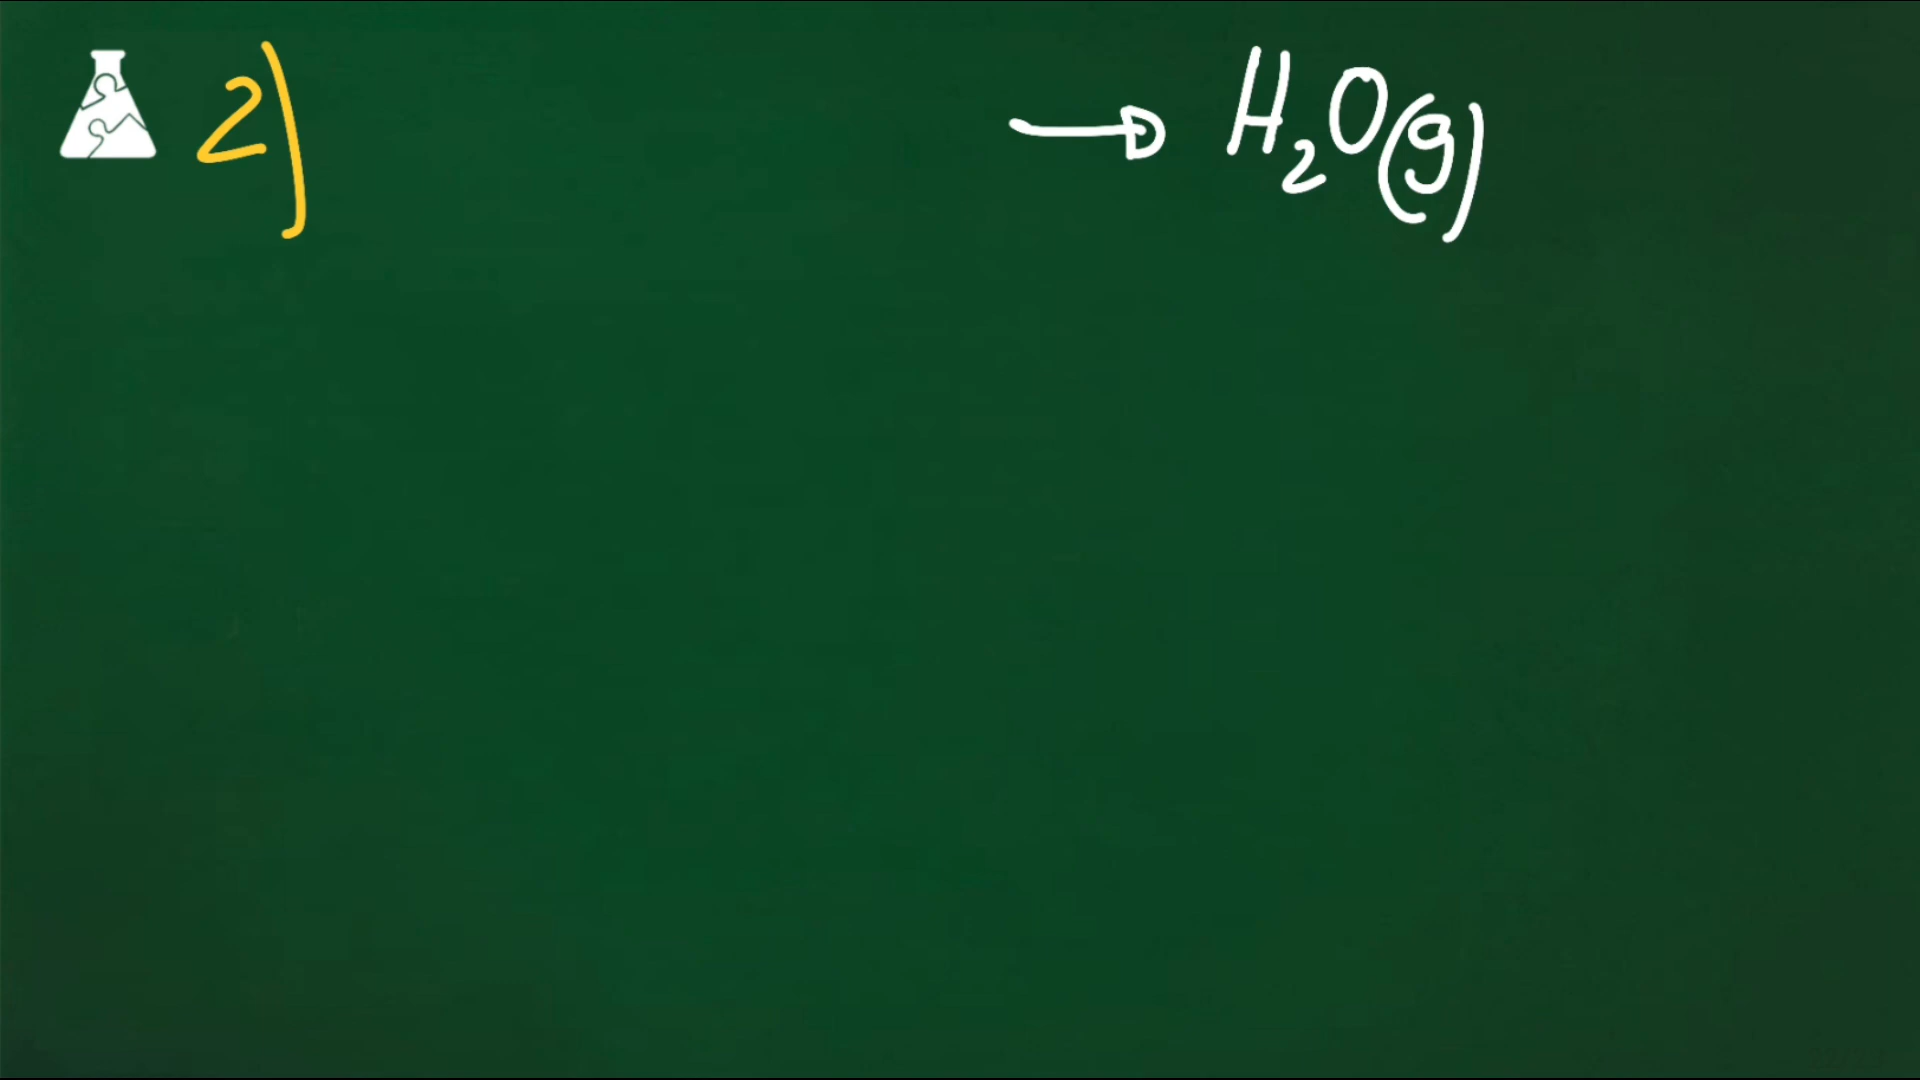 2) → H₂O(g)